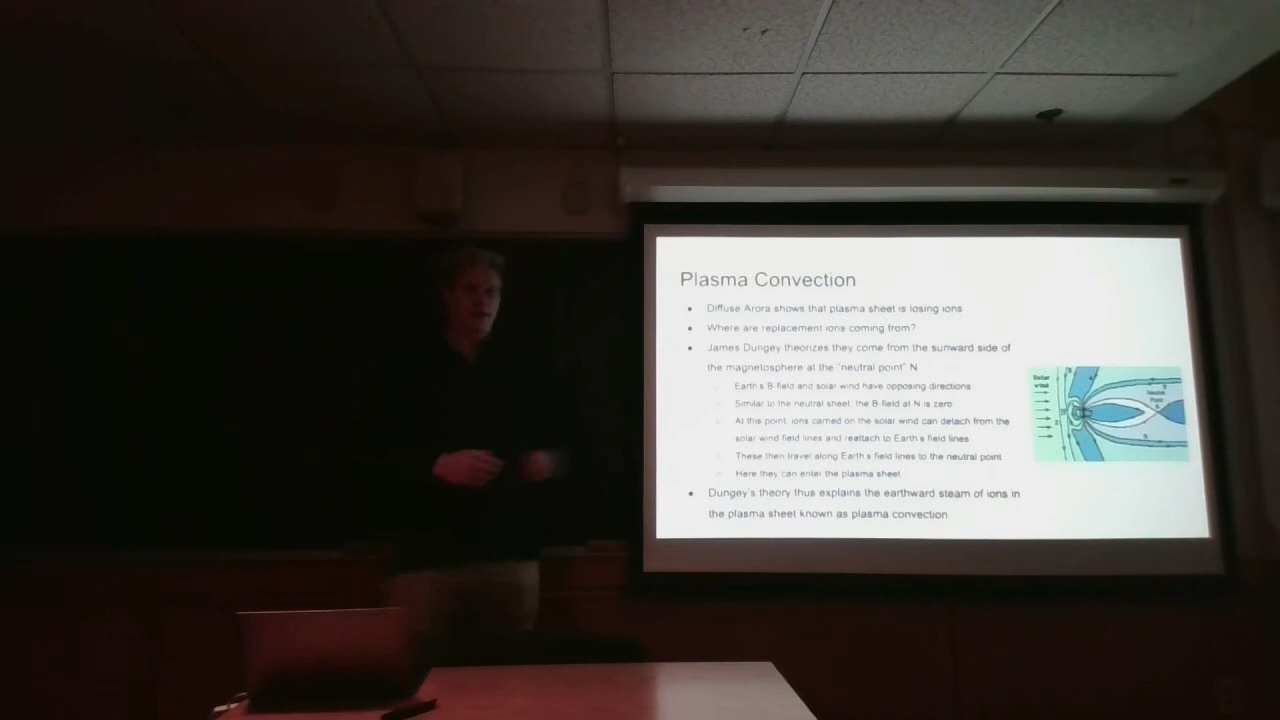 Plasma Convection
Diffuse Arora shows that plasma sheet is losing ions
Where are replacement ions coming from?
James Dungey theorizes they come from the sunward side of
the magnetosphere at the "neutral point" N
Earth's B-field and solar wind have opposing directions
Similar to the neutral sheet, the B-field at N is zero
At this point, ions carried on the solar wind can detach from the
solar wind field lines and reattach to Earth's field lines
These then travel along Earth's field lines to the neutral point
Here they can enter the plasma sheet
Dungey's theory thus explains the earthward steam of ions in
the plasma sheet known as plasma convection
Solar
wind
Neutral
Point